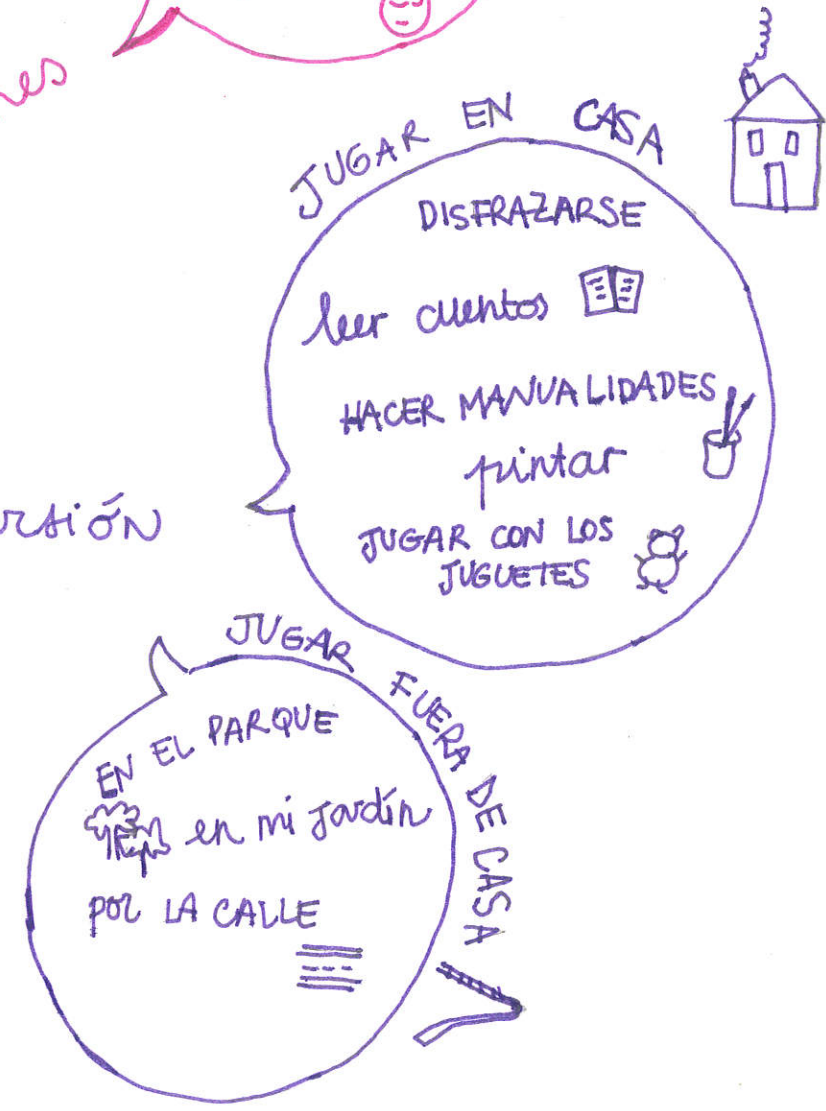 JUGAR EN CASA
DISFRAZARSE
leer cuentos
HACER MANUALIDADES
pintar
JUGAR CON LOS
JUGUETES
JUGAR FUERA DE CASA
EN EL PARQUE
en mi jardín
POR LA CALLE